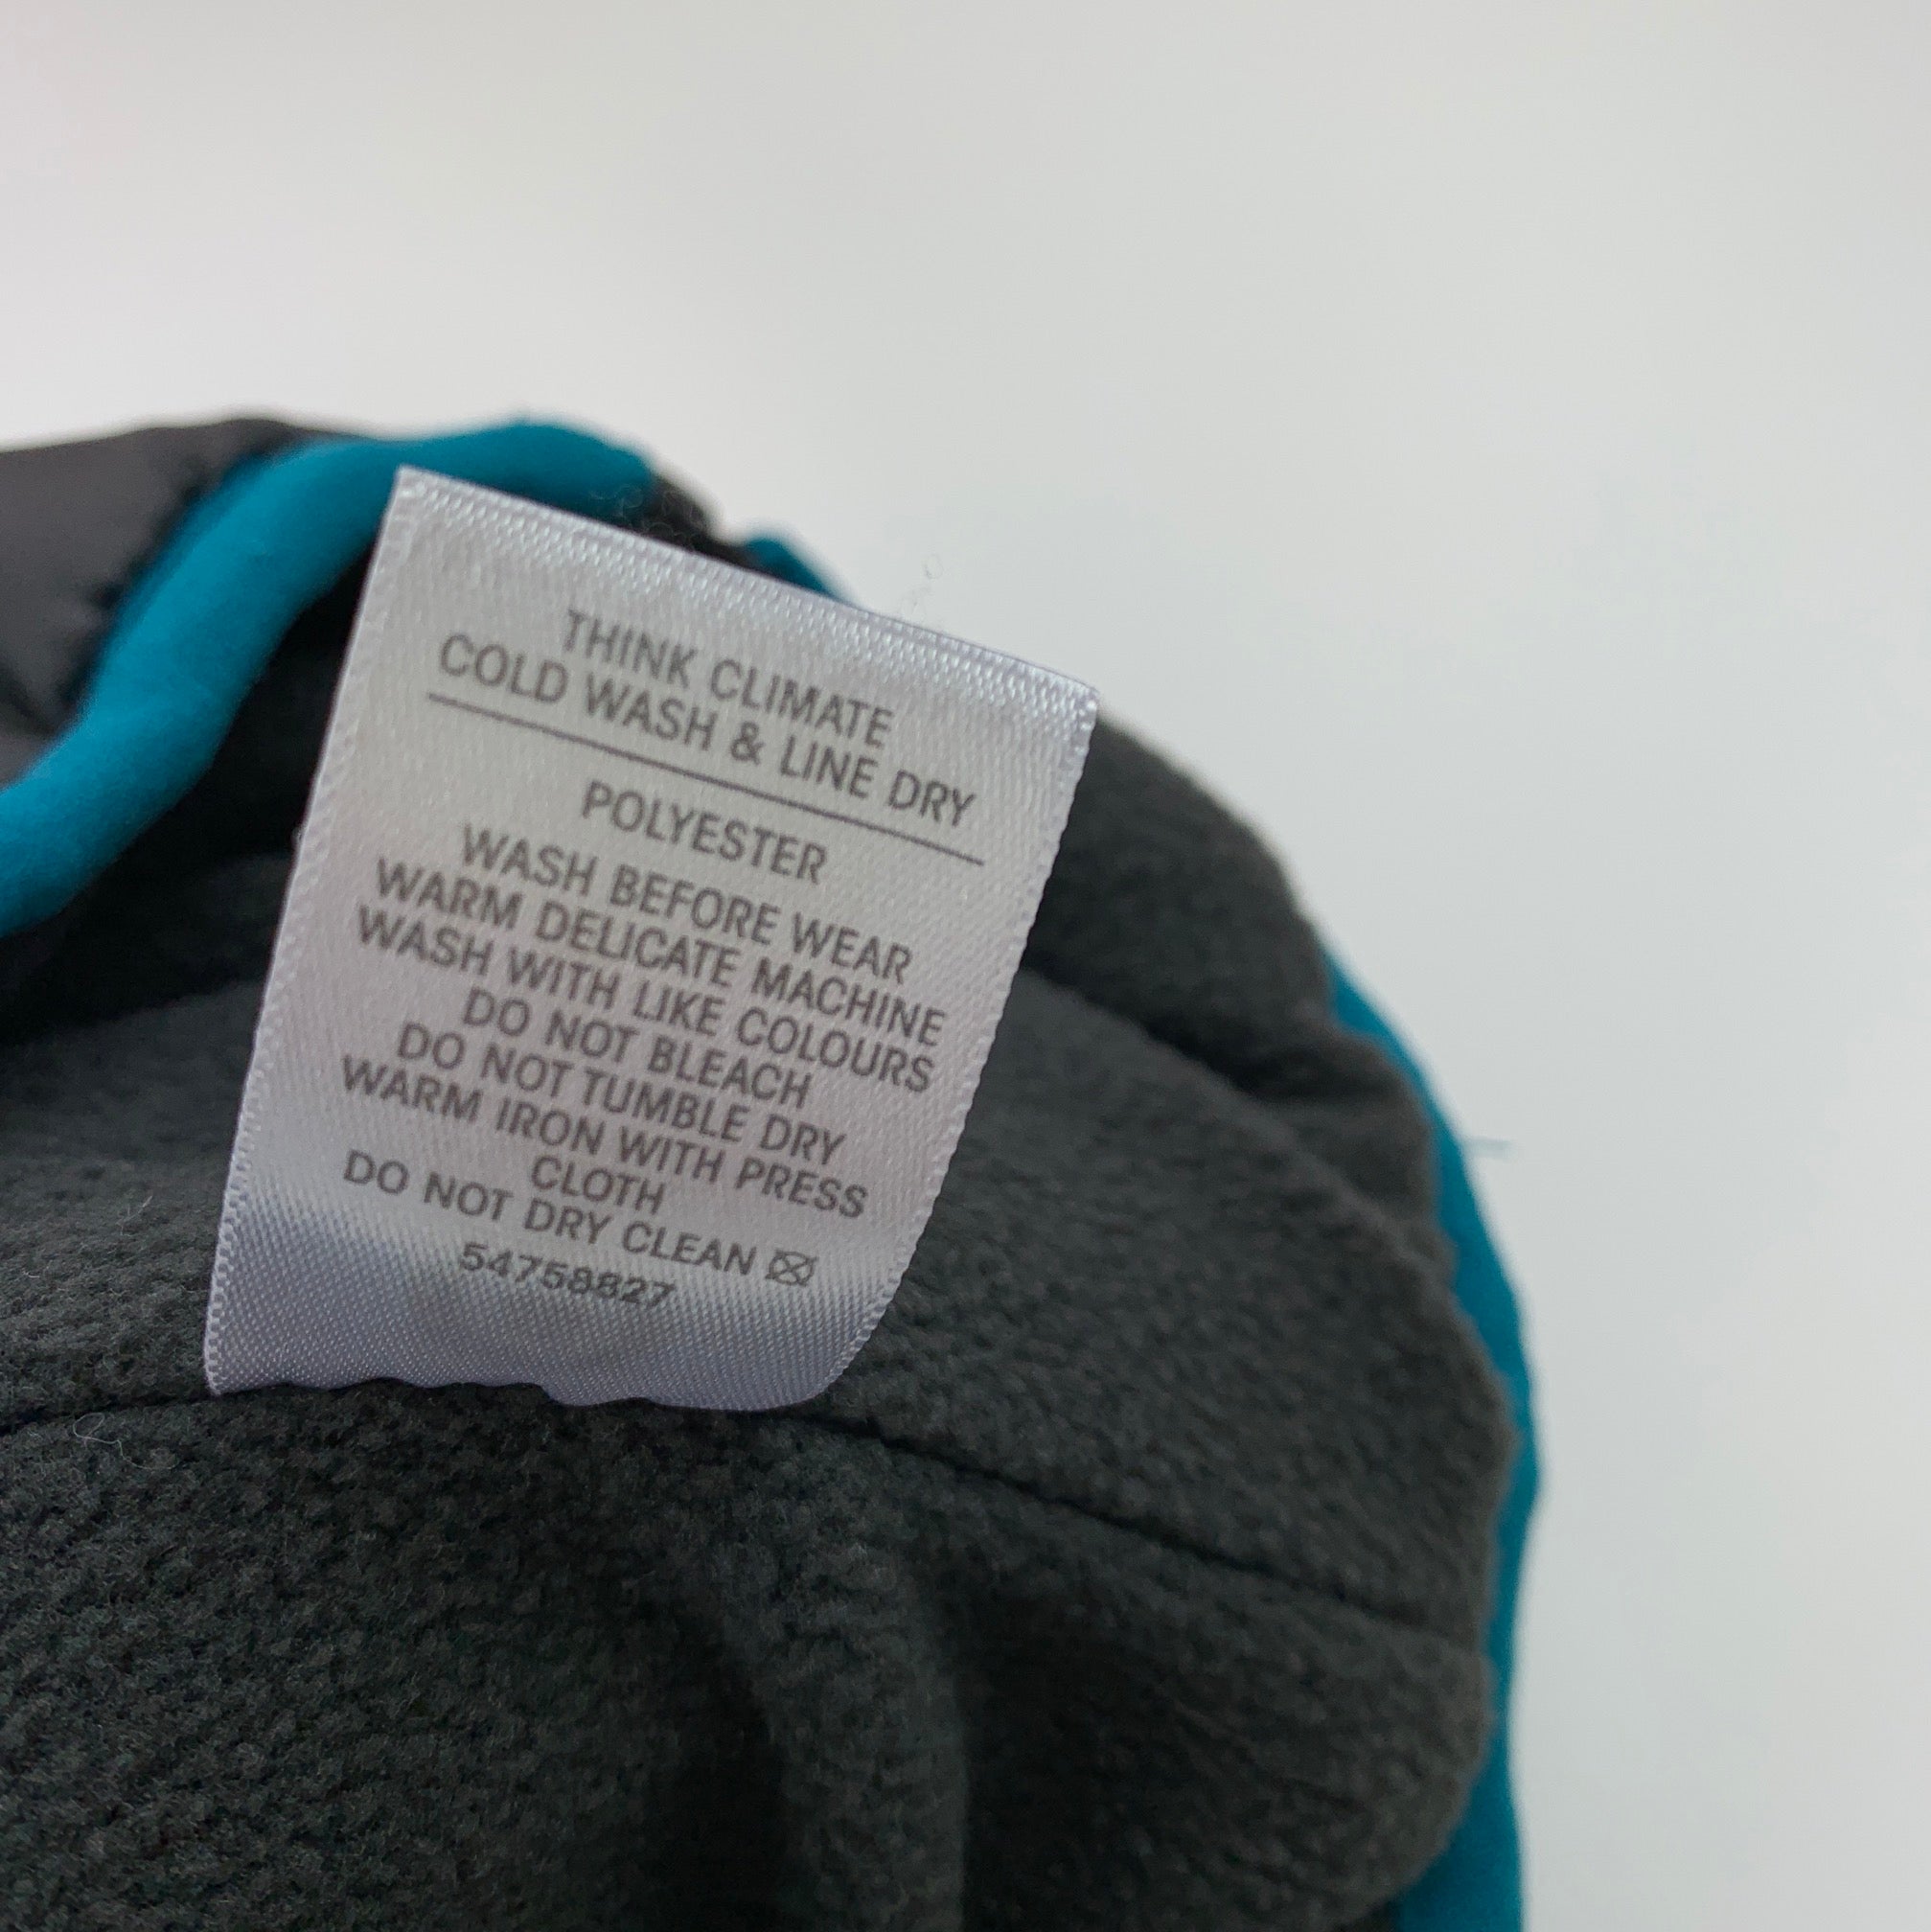 THINK CLIMATE
COLD WASH & LINE DRY
POLYESTER
WASH BEFORE WEAR
WARM DELICATE MACHINE
WASH WITH LIKE COLOURS
DO NOT BLEACH
DO NOT TUMBLE DRY
WARM IRON WITH PRESS
CLOTH
DO NOT DRY CLEAN
54758827